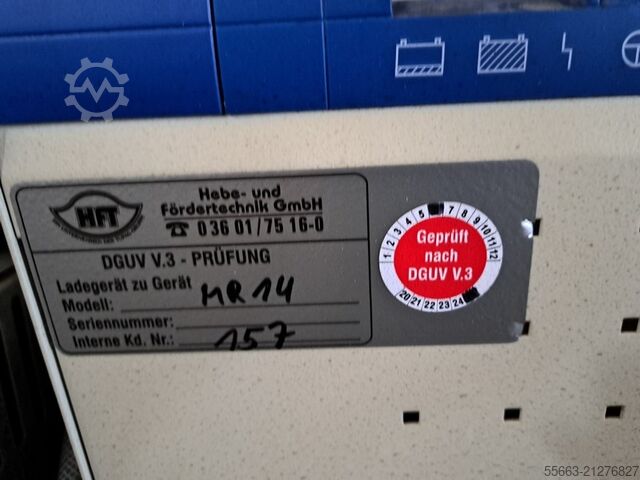 Hebe- und
Fördertechnik GmbH
☎ 0 36 01 / 75 16-0
HFT
DGUV V.3 - PRÜFUNG
Ladegerät zu Gerät
Modell: MR 14
Seriennummer:
Interne Kd. Nr.: 157
1 2 3 4 5 7 8 9 10 11 12
Geprüft
nach
DGUV V.3
20 21 22 23 24
55663-21276827